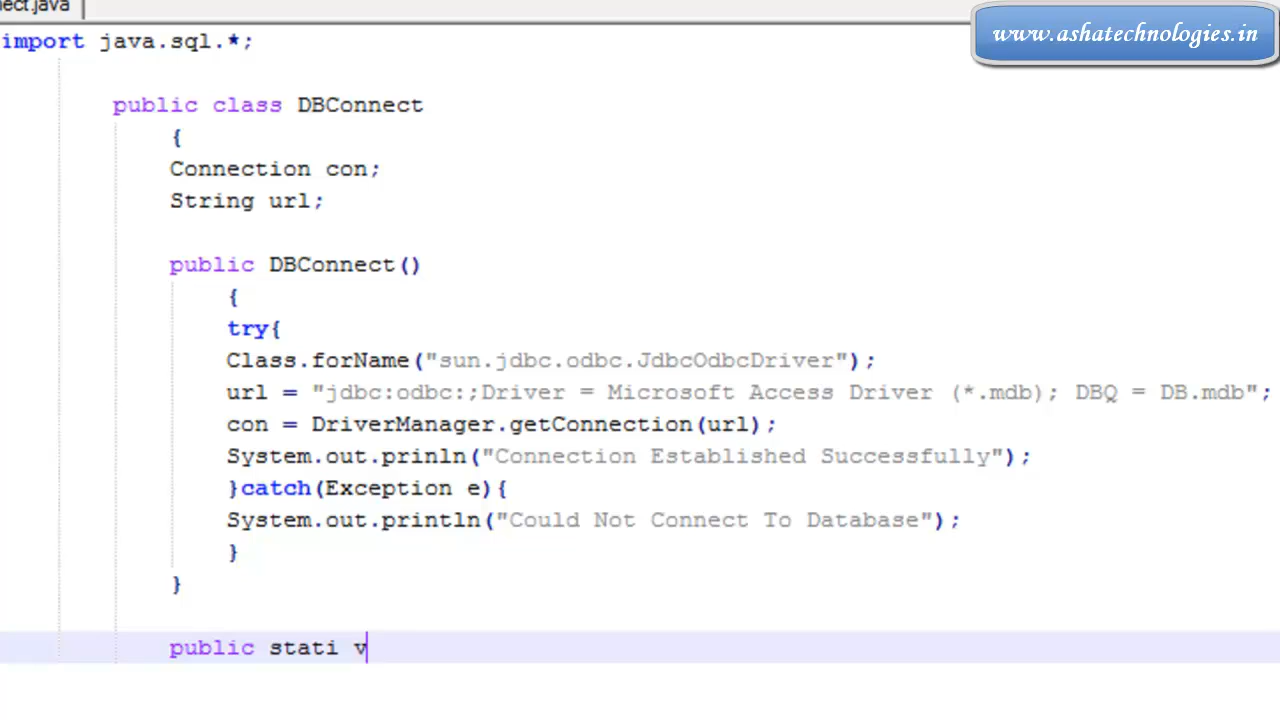 nect.java
www.ashatechnologies.in
import java.sql.*;
public class DBConnect
{
Connection con;
String url;
public DBConnect()
{
try{
Class.forName("sun.jdbc.odbc.JdbcOdbcDriver");
url = "jdbc:odbc:;Driver = Microsoft Access Driver (*.mdb); DBQ = DB.mdb";
con = DriverManager.getConnection(url);
System.out.prinln("Connection Established Successfully");
}catch(Exception e){
System.out.println("Could Not Connect To Database");
}
}
public stati v